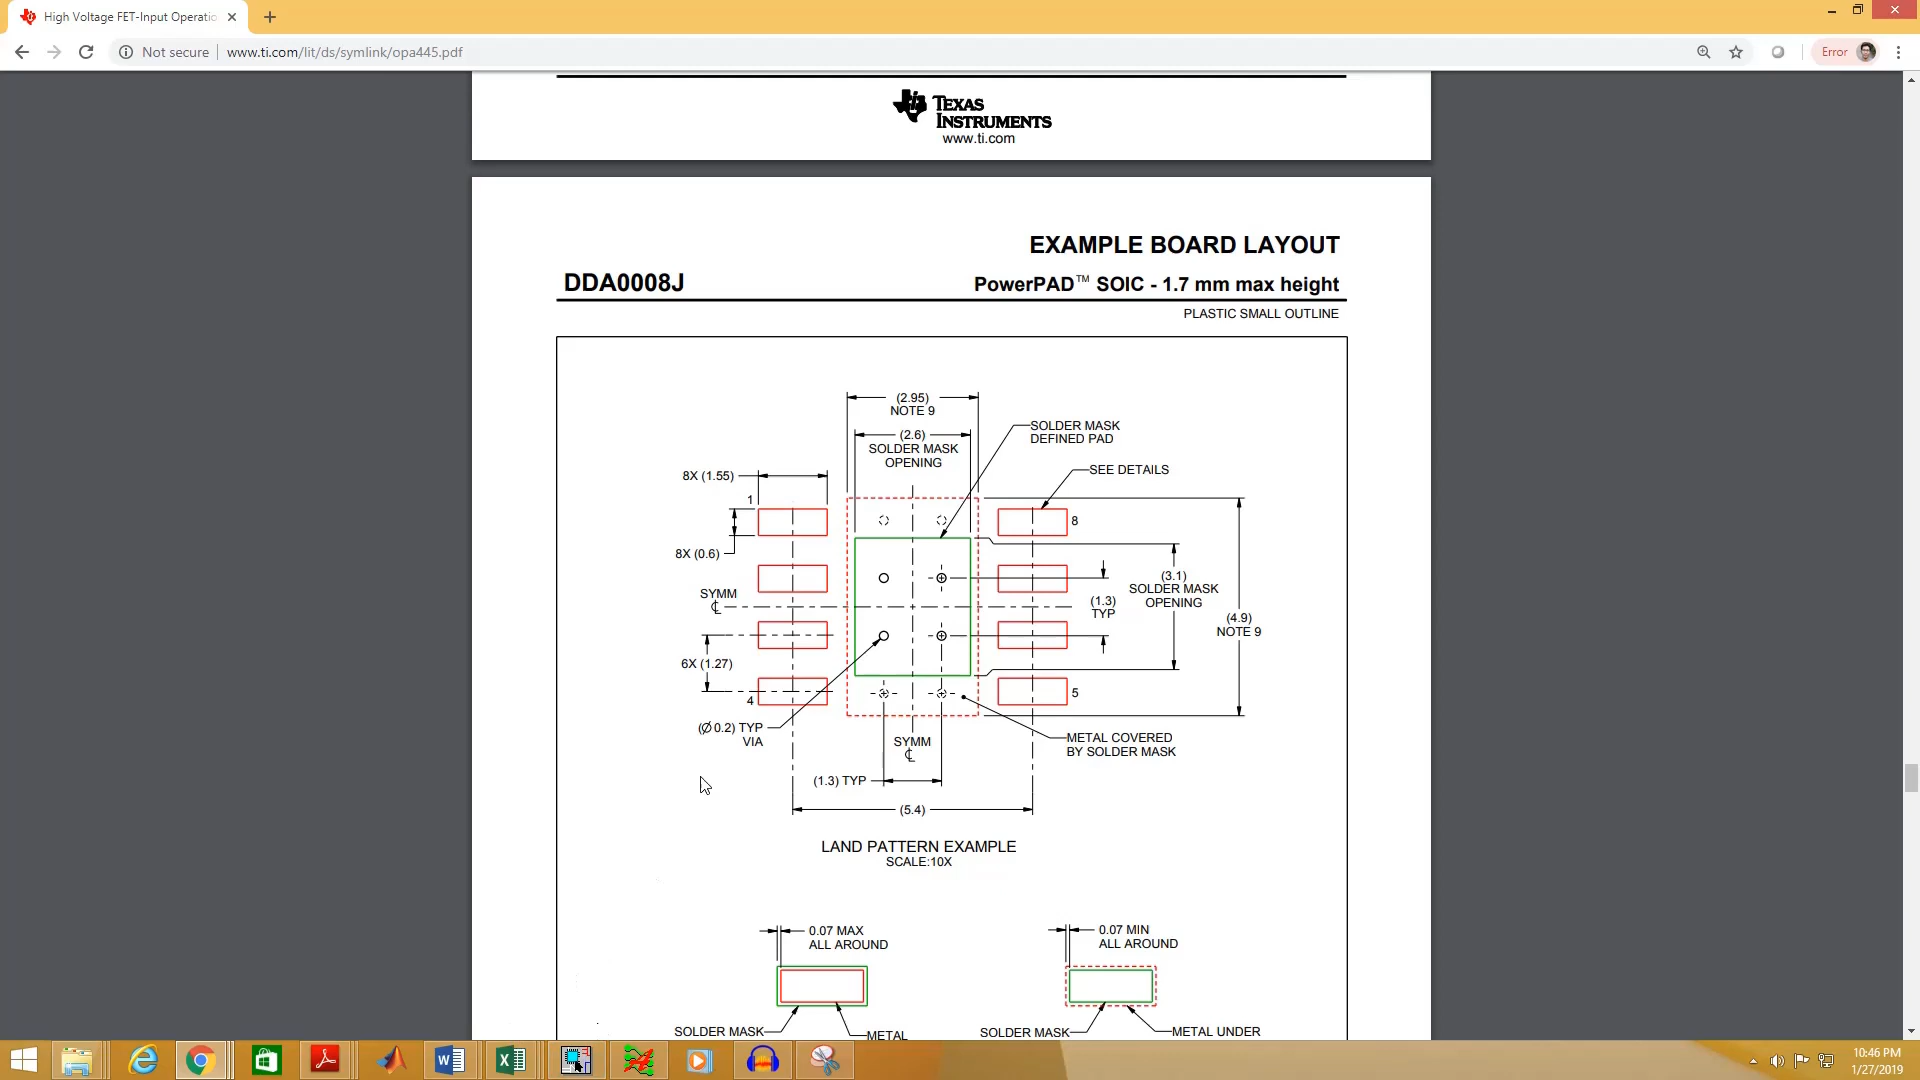 High Voltage FET-Input Operatio
Not secure
www.ti.com/lit/ds/symlink/opa445.pdf
Error
TEXAS
INSTRUMENTS
www.ti.com
EXAMPLE BOARD LAYOUT
DDA0008J
PowerPAD™ SOIC - 1.7 mm max height
PLASTIC SMALL OUTLINE
(2.95)
NOTE 9
(2.6)
SOLDER MASK
OPENING
SOLDER MASK
DEFINED PAD
SEE DETAILS
8X (1.55)
1
8
8X (0.6)
SYMM
℄
(1.3)
TYP
(3.1)
SOLDER MASK
OPENING
(4.9)
NOTE 9
6X (1.27)
4
5
(Ø 0.2) TYP
VIA
SYMM
℄
METAL COVERED
BY SOLDER MASK
(1.3) TYP
(5.4)
LAND PATTERN EXAMPLE
SCALE:10X
0.07 MAX
ALL AROUND
0.07 MIN
ALL AROUND
SOLDER MASK
METAL
SOLDER MASK
METAL UNDER
10:46 PM
1/27/2019